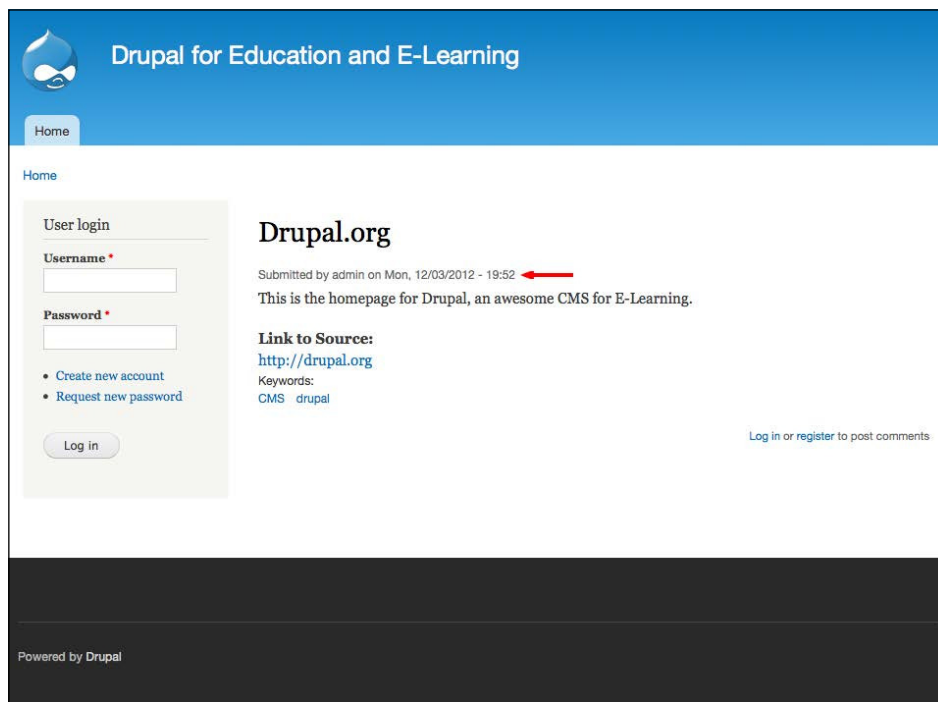 Drupal for Education and E-Learning
Home
Home
User login
Username *
Password *
Create new account
Request new password
Log in
Drupal.org
Submitted by admin on Mon, 12/03/2012 - 19:52
This is the homepage for Drupal, an awesome CMS for E-Learning.
Link to Source:
http://drupal.org
Keywords:
CMS drupal
Log in or register to post comments
Powered by Drupal